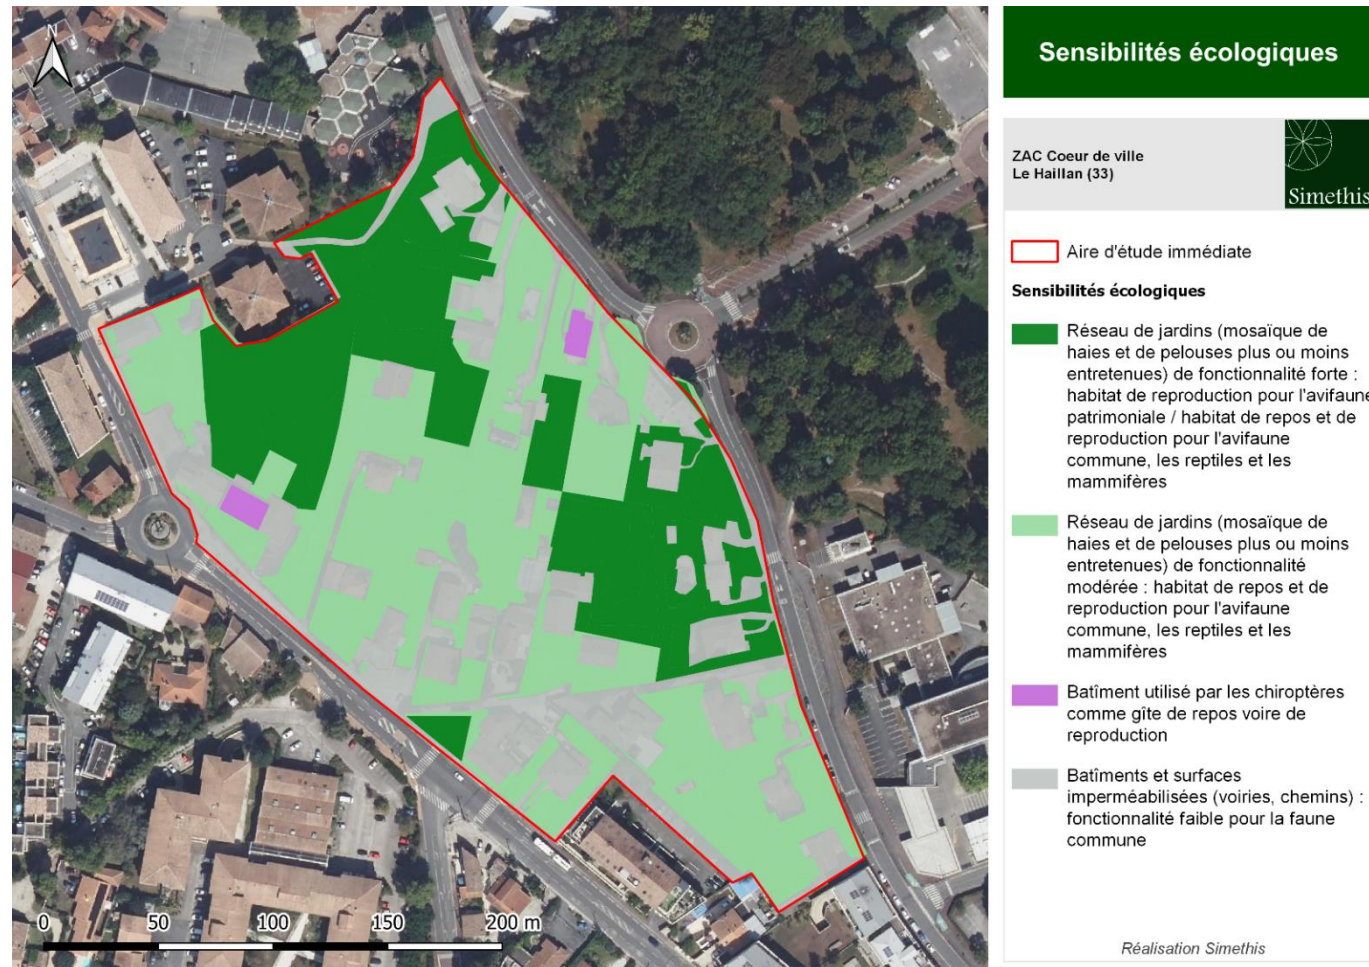 N
Sensibilités écologiques
ZAC Coeur de ville
Le Haillan (33)
Simethis
Aire d'étude immédiate
Sensibilités écologiques
Réseau de jardins (mosaïque de
haies et de pelouses plus ou moins
entretenues) de fonctionnalité forte :
habitat de reproduction pour l'avifaune
patrimoniale / habitat de repos et de
reproduction pour l'avifaune
commune, les reptiles et les
mammifères
Réseau de jardins (mosaïque de
haies et de pelouses plus ou moins
entretenues) de fonctionnalité
modérée : habitat de repos et de
reproduction pour l'avifaune
commune, les reptiles et les
mammifères
Batîment utilisé par les chiroptères
comme gîte de repos voire de
reproduction
Batîments et surfaces
imperméabilisées (voiries, chemins) :
fonctionnalité faible pour la faune
commune
0 50 100 150 200 m
Réalisation Simethis